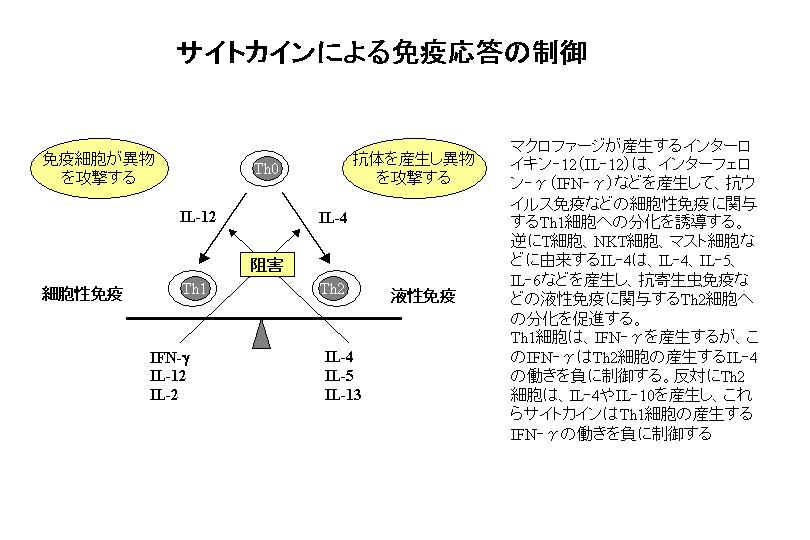 サイトカインによる免疫応答の制御
免疫細胞が異物
を攻撃する
Th0
抗体を産生し異物
を攻撃する
IL-12
IL-4
阻害
Th1
Th2
細胞性免疫
液性免疫
IFN-γ
IL-12
IL-2
IL-4
IL-5
IL-13
マクロファージが産生するインターロ
イキン-12(IL-12)は、インターフェロ
ン-γ(IFN-γ)などを産生して、抗ウ
イルス免疫などの細胞性免疫に関与
するTh1細胞への分化を誘導する。
逆にT細胞、NKT細胞、マスト細胞な
どに由来するIL-4は、IL-4、IL-5、
IL-6などを産生し、抗寄生虫免疫な
どの液性免疫に関与するTh2細胞へ
の分化を促進する。
Th1細胞は、IFN-γを産生するが、こ
のIFN-γはTh2細胞の産生するIL-4
の働きを負に制御する。反対にTh2
細胞は、IL-4やIL-10を産生し、これ
らサイトカインはTh1細胞の産生する
IFN-γの働きを負に制御する